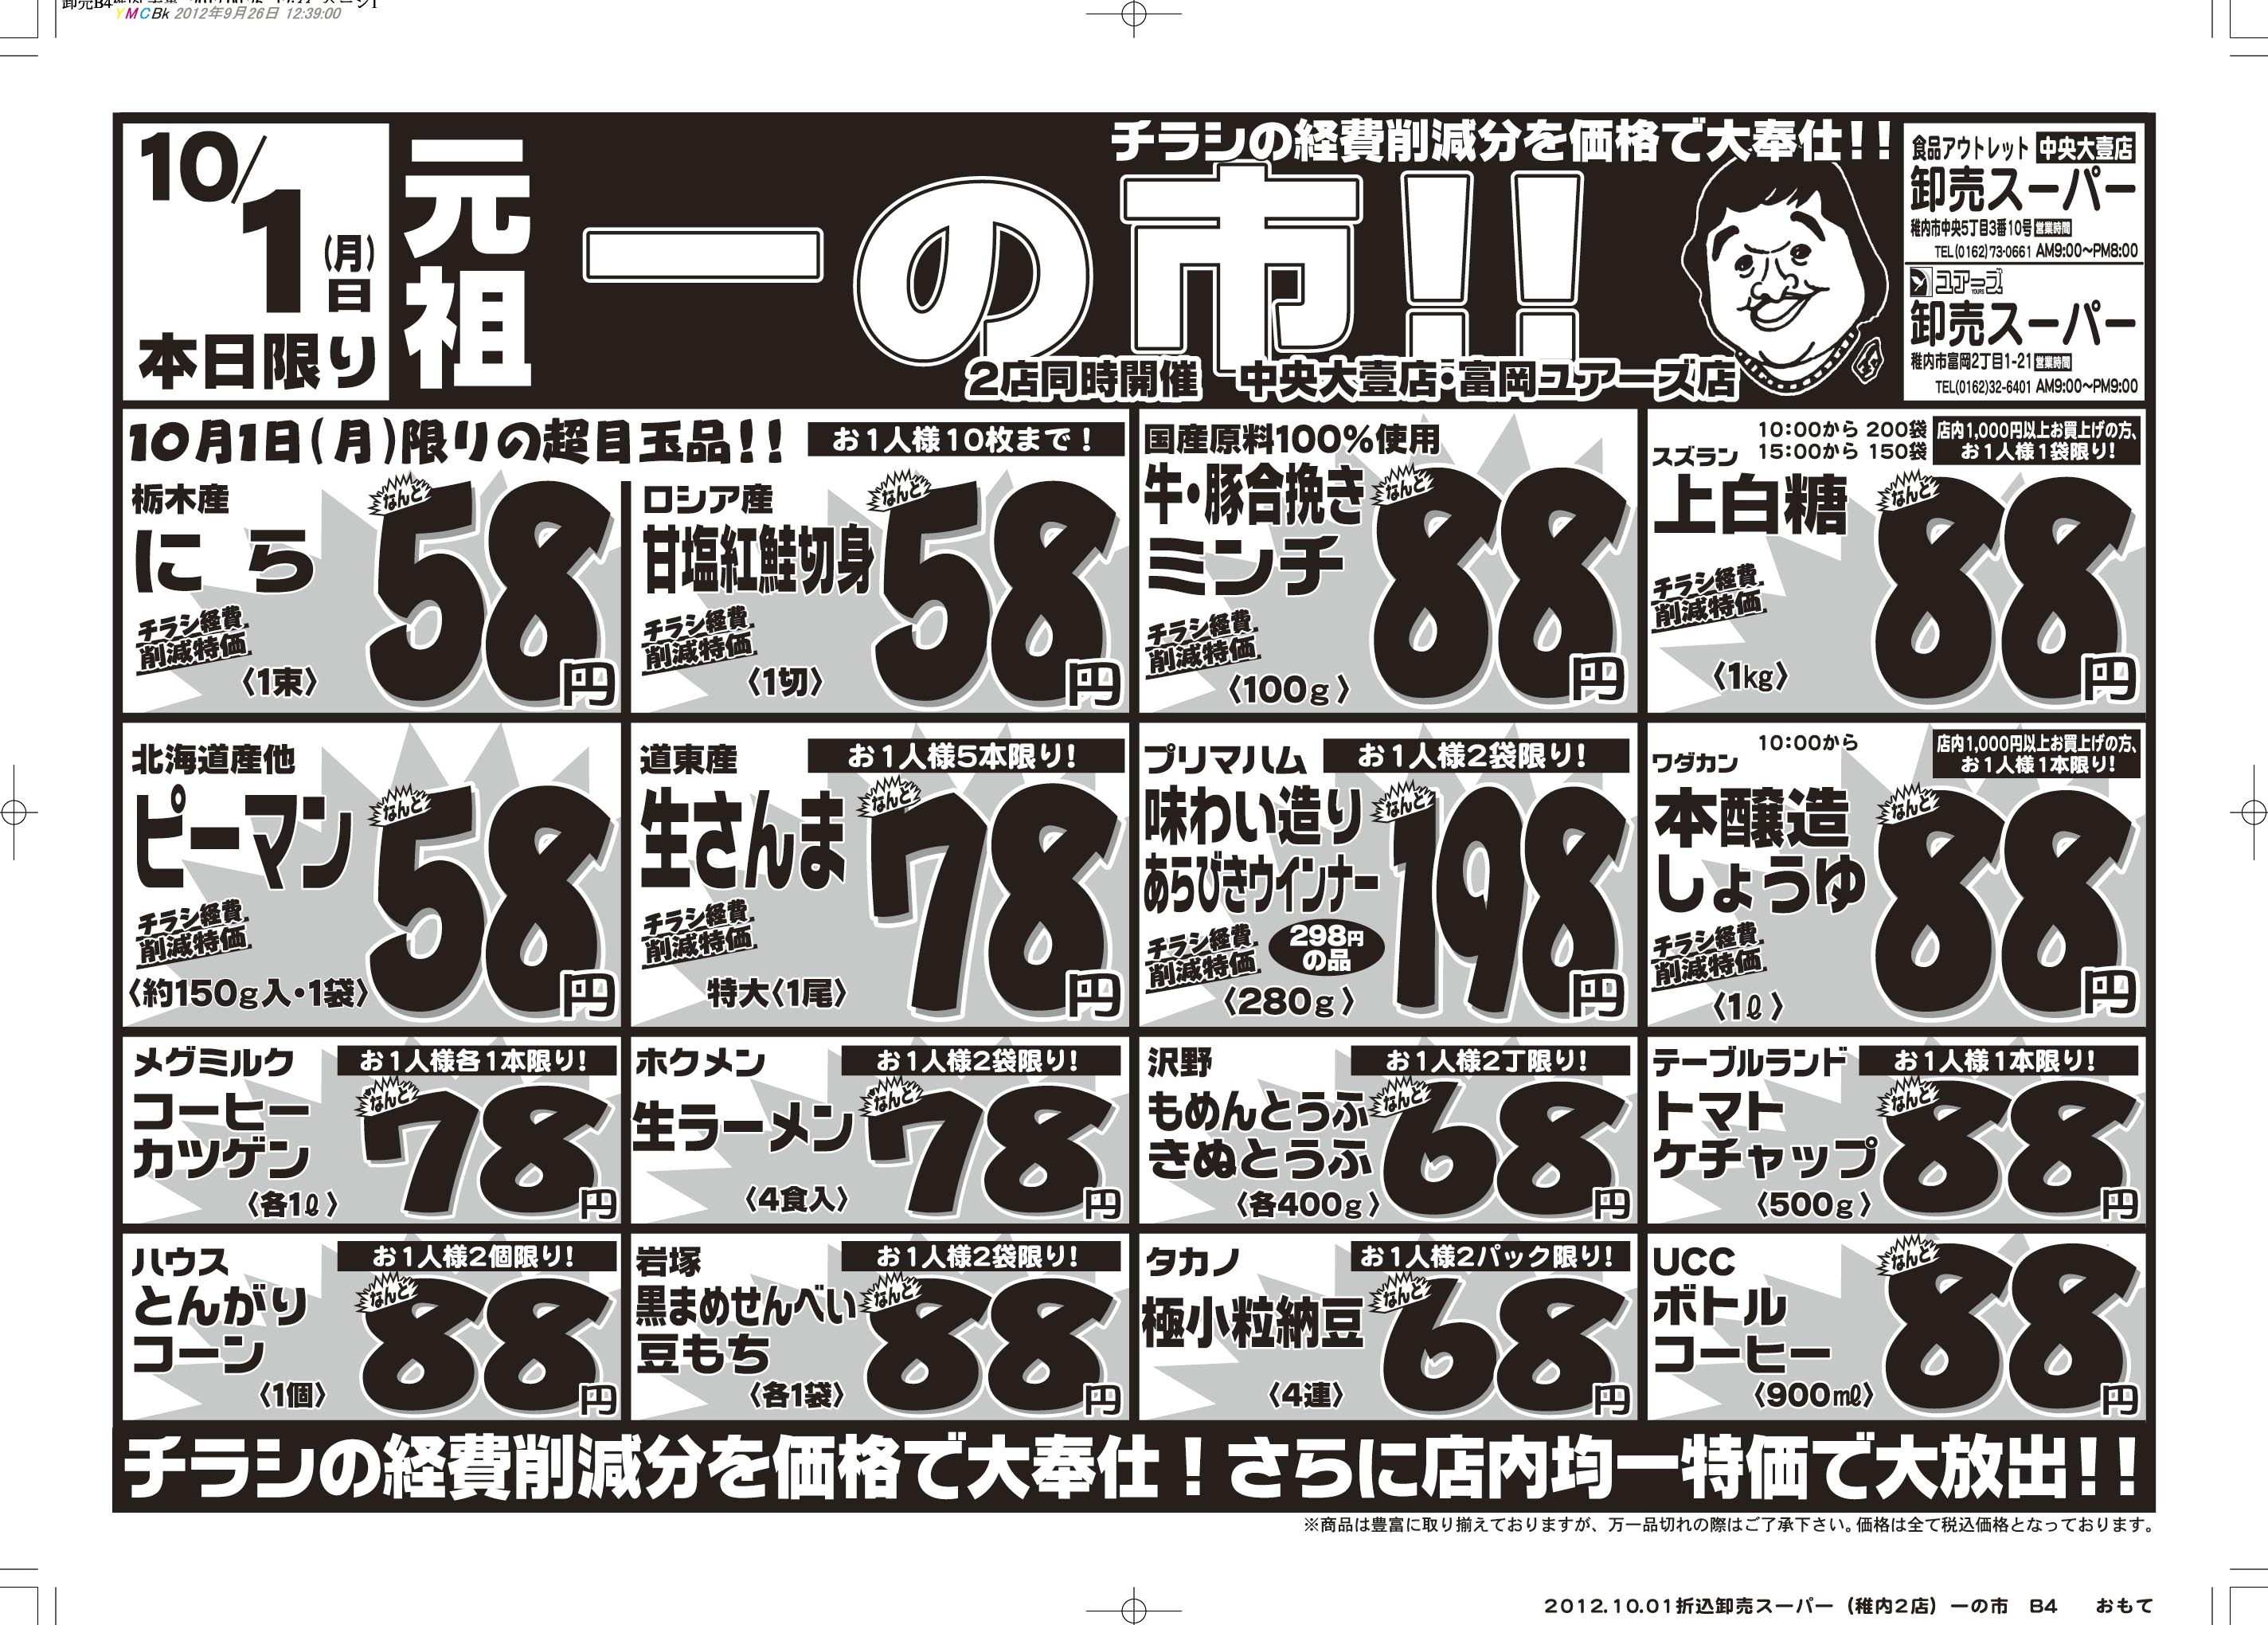 YMCBk 2012年9月26日 12:39:00
10/1(月)日
本日限り
元祖
一の市!!
チラシの経費削減分を価格で大奉仕!!
2店同時開催 中央大壹店・富岡ユアーズ店
食品アウトレット 中央大壹店
卸売スーパー
稚内市中央5丁目3番10号 営業時間
TEL(0162)73-0661 AM9:00～PM8:00
ユアーズ
YOURS
卸売スーパー
稚内市富岡2丁目1-21 営業時間
TEL(0162)32-6401 AM9:00～PM9:00
10月1日(月)限りの超目玉品!!
栃木産
にら
なんと
58円
チラシ経費
削減特価
〈1束〉
お1人様10枚まで!
ロシア産
甘塩紅鮭切身
なんと
58円
チラシ経費
削減特価
〈1切〉
国産原料100%使用
牛・豚合挽き
ミンチ
なんと
88円
チラシ経費
削減特価
〈100g〉
スズラン
10:00から 200袋
15:00から 150袋
店内1,000円以上お買上げの方、
お1人様1袋限り!
上白糖
なんと
88円
チラシ経費
削減特価
〈1kg〉
北海道産他
ピーマン
なんと
58円
チラシ経費
削減特価
〈約150g入・1袋〉
道東産
お1人様5本限り!
生さんま
なんと
78円
チラシ経費
削減特価
特大〈1尾〉
プリマハム
お1人様2袋限り!
味わい造り
あらびきウインナー
なんと
198円
チラシ経費
削減特価
298円
の品
〈280g〉
ワダカン
10:00から
店内1,000円以上お買上げの方、
お1人様1本限り!
本醸造
しょうゆ
なんと
88円
チラシ経費
削減特価
〈1ℓ〉
メグミルク
お1人様各1本限り!
コーヒー
カツゲン
なんと
78円
〈各1ℓ〉
ホクメン
お1人様2袋限り!
生ラーメン
なんと
78円
〈4食入〉
沢野
お1人様2丁限り!
もめんとうふ
きぬとうふ
なんと
68円
〈各400g〉
テーブルランド
お1人様1本限り!
トマト
ケチャップ
なんと
88円
〈500g〉
ハウス
お1人様2個限り!
とんがり
コーン
なんと
88円
〈1個〉
岩塚
お1人様2袋限り!
黒まめせんべい
豆もち
なんと
88円
〈各1袋〉
タカノ
お1人様2パック限り!
極小粒納豆
なんと
68円
〈4連〉
UCC
ボトル
コーヒー
なんと
88円
〈900㎖〉
チラシの経費削減分を価格で大奉仕!さらに店内均一特価で大放出!!
※商品は豊富に取り揃えておりますが、万一品切れの際はご了承下さい。価格は全て税込価格となっております。
2012.10.01折込卸売スーパー（稚内2店）一の市 B4 おもて